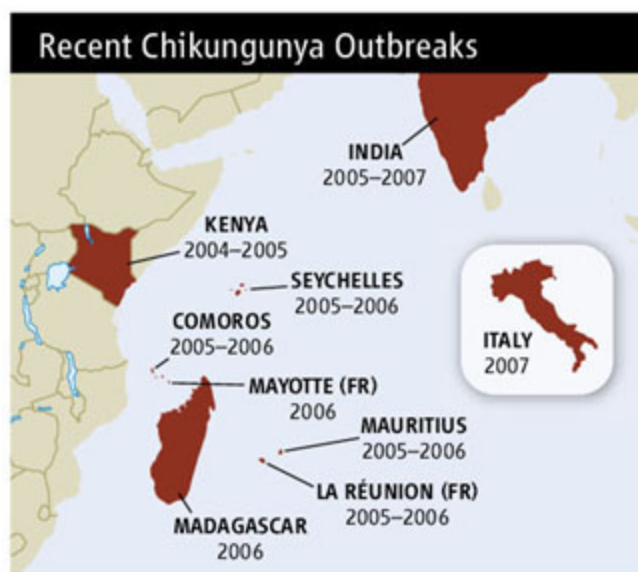 Recent Chikungunya Outbreaks
INDIA
2005–2007
KENYA
2004–2005
SEYCHELLES
2005–2006
COMOROS
2005–2006
ITALY
2007
MAYOTTE (FR)
2006
MAURITIUS
2005–2006
LA RÉUNION (FR)
2005–2006
MADAGASCAR
2006